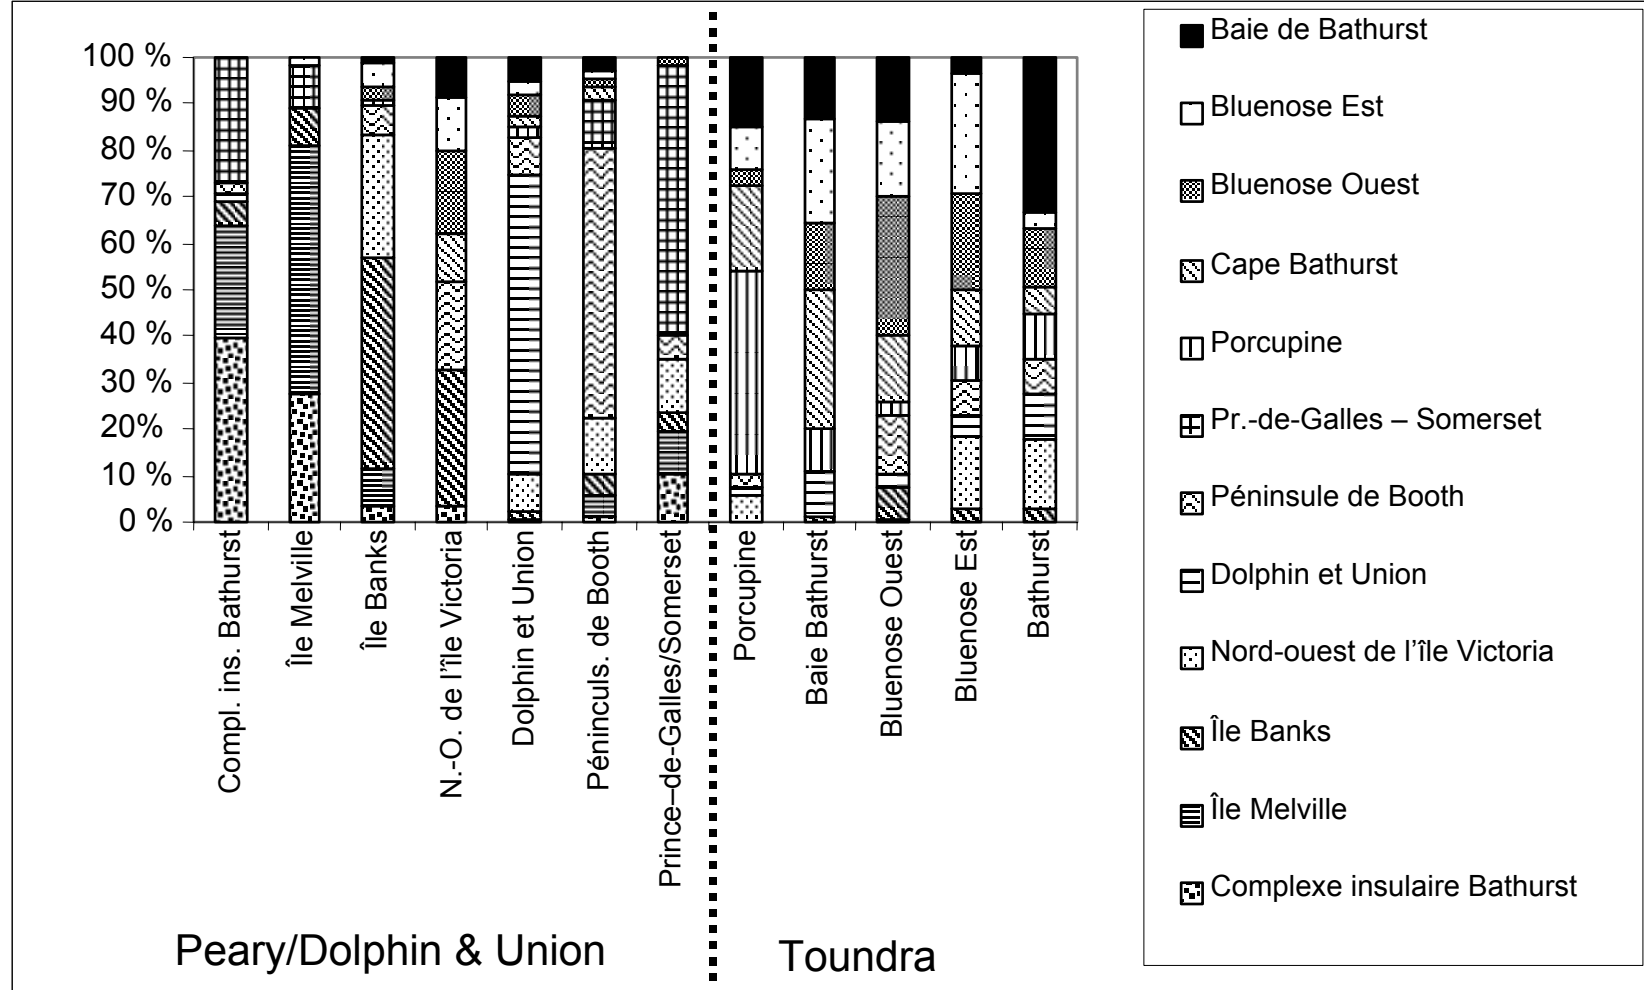 100 %
90 %
80 %
70 %
60 %
50 %
40 %
30 %
20%
10 %
0 %
Compl. ins. Bathurst
Île Melville
Île Banks
N.-O. de l'île Victoria
Dolphin et Union
Péninculs. de Booth
Prince–de-Galles/Somerset
Porcupine
Baie Bathurst
Bluenose Ouest
Bluenose Est
Bathurst
Peary/Dolphin & Union
Toundra
Baie de Bathurst
Bluenose Est
Bluenose Ouest
Cape Bathurst
Porcupine
Pr.-de-Galles – Somerset
Péninsule de Booth
Dolphin et Union
Nord-ouest de l'île Victoria
Île Banks
Île Melville
Complexe insulaire Bathurst